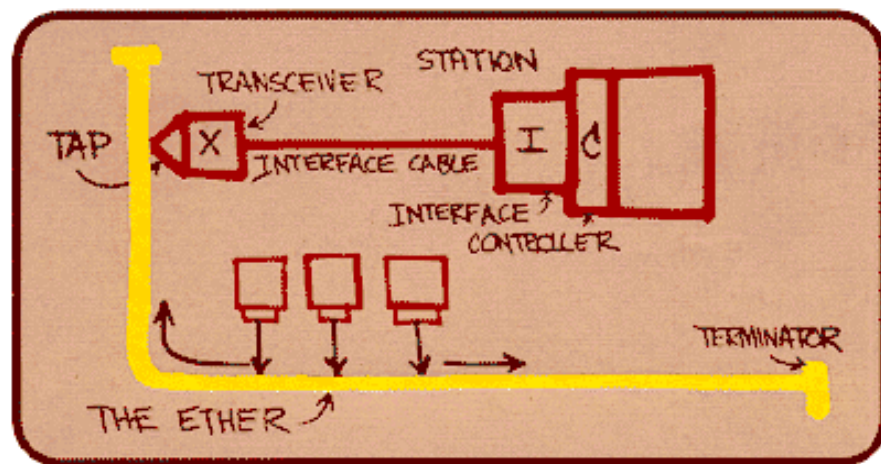 STATION
TRANSCEIVER
TAP
X
I
C
INTERFACE CABLE
INTERFACE
CONTROLLER
TERMINATOR
THE ETHER